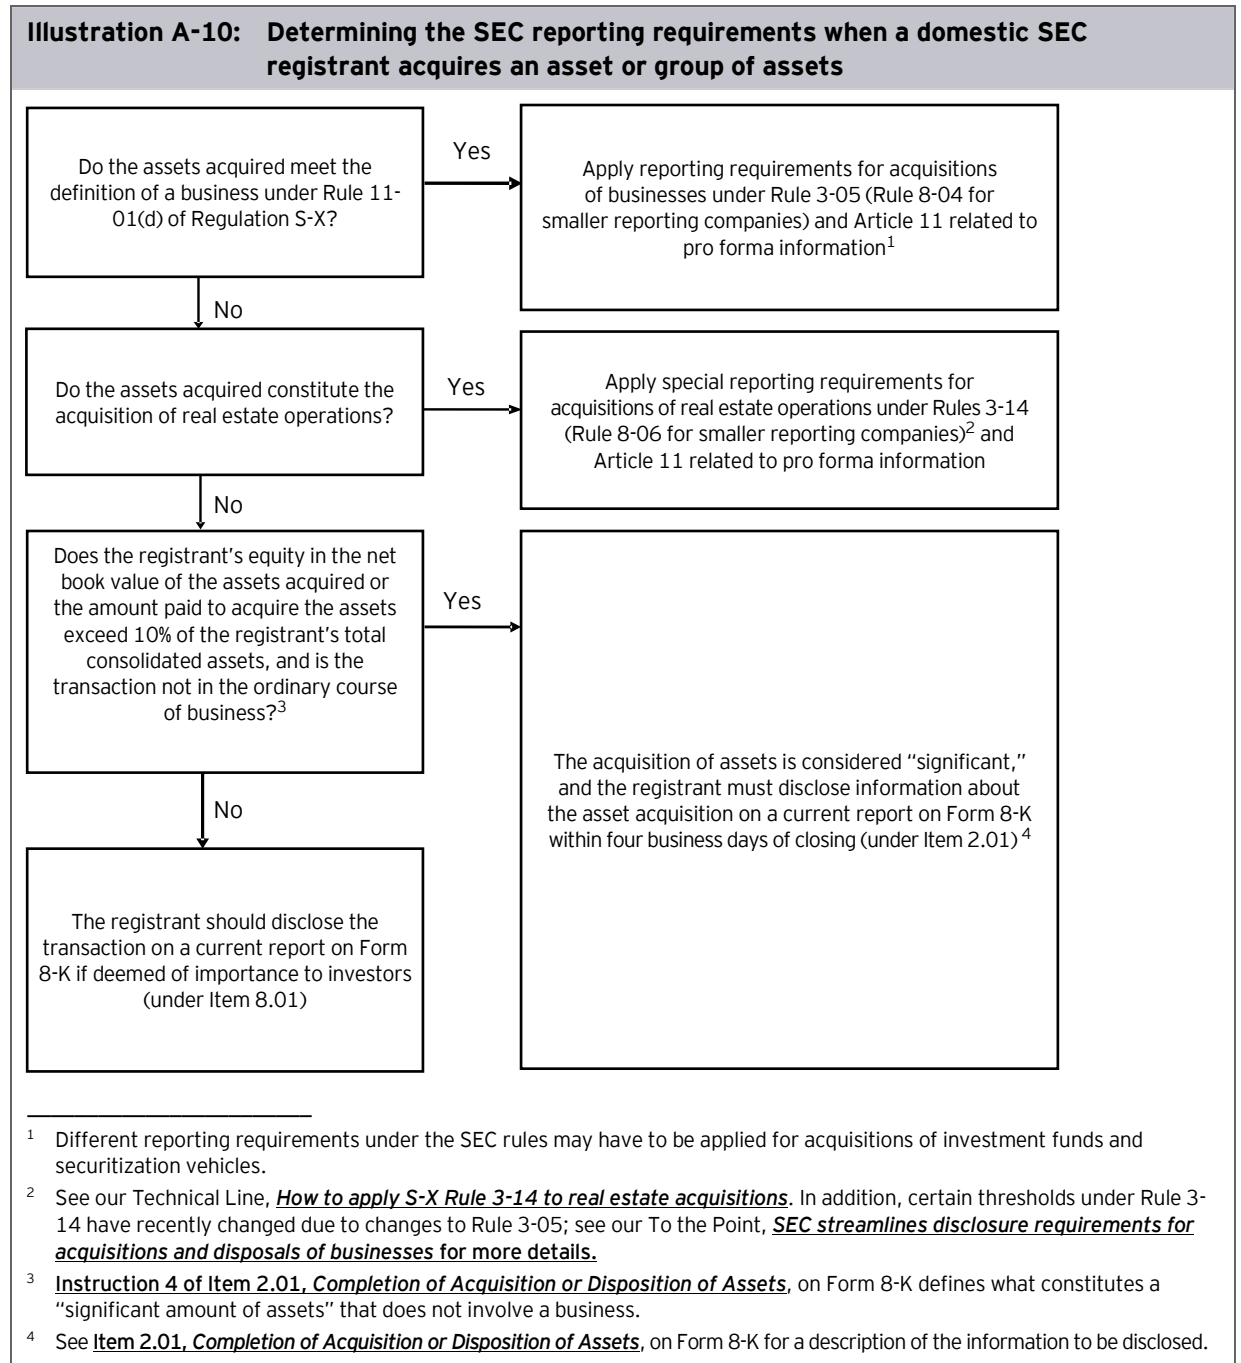 Illustration A-10: Determining the SEC reporting requirements when a domestic SEC
registrant acquires an asset or group of assets
Do the assets acquired meet the
definition of a business under Rule 11-
01(d) of Regulation S-X?
Yes
Apply reporting requirements for acquisitions
of businesses under Rule 3-05 (Rule 8-04 for
smaller reporting companies) and Article 11 related to
pro forma information1
No
Do the assets acquired constitute the
acquisition of real estate operations?
Yes
Apply special reporting requirements for
acquisitions of real estate operations under Rules 3-14
(Rule 8-06 for smaller reporting companies)2 and
Article 11 related to pro forma information
No
Does the registrant's equity in the net
book value of the assets acquired or
the amount paid to acquire the assets
exceed 10% of the registrant's total
consolidated assets, and is the
transaction not in the ordinary course
of business?3
Yes
The acquisition of assets is considered "significant,"
and the registrant must disclose information about
the asset acquisition on a current report on Form 8-K
within four business days of closing (under Item 2.01) 4
No
The registrant should disclose the
transaction on a current report on Form
8-K if deemed of importance to investors
(under Item 8.01)
1 Different reporting requirements under the SEC rules may have to be applied for acquisitions of investment funds and
securitization vehicles.
2 See our Technical Line, How to apply S-X Rule 3-14 to real estate acquisitions. In addition, certain thresholds under Rule 3-
14 have recently changed due to changes to Rule 3-05; see our To the Point, SEC streamlines disclosure requirements for
acquisitions and disposals of businesses for more details.
3 Instruction 4 of Item 2.01, Completion of Acquisition or Disposition of Assets, on Form 8-K defines what constitutes a
"significant amount of assets" that does not involve a business.
4 See Item 2.01, Completion of Acquisition or Disposition of Assets, on Form 8-K for a description of the information to be disclosed.